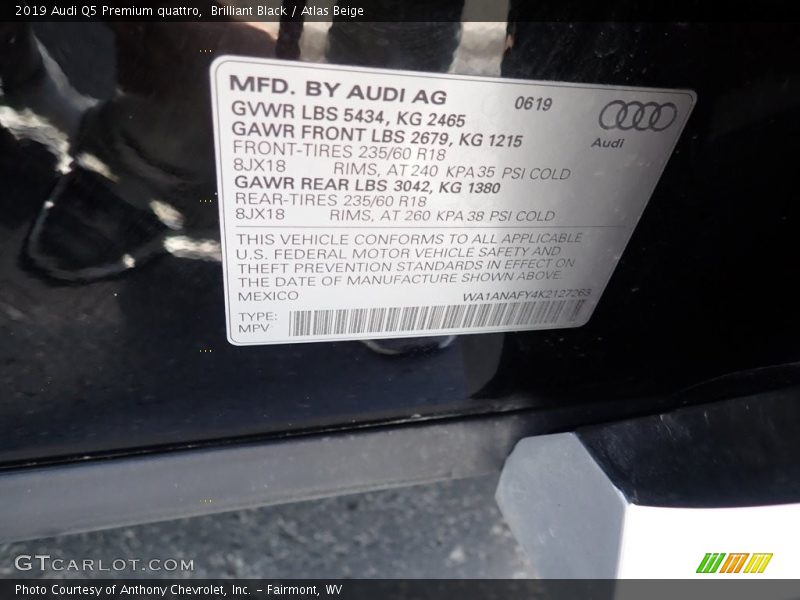 2019 Audi Q5 Premium quattro,  Brilliant Black / Atlas Beige
MFD. BY AUDI AG 0619
GVWR LBS 5434, KG 2465
GAWR FRONT LBS 2679, KG 1215
Audi
FRONT-TIRES 235/60 R18
8JX18 RIMS, AT 240 KPA 35 PSI COLD
GAWR REAR LBS 3042, KG 1380
REAR-TIRES 235/60 R18
8JX18 RIMS, AT 260 KPA 38 PSI COLD
THIS VEHICLE CONFORMS TO ALL APPLICABLE
U.S. FEDERAL MOTOR VEHICLE SAFETY AND
THEFT PREVENTION STANDARDS IN EFFECT ON
THE DATE OF MANUFACTURE SHOWN ABOVE.
MEXICO WA1ANAFY4K2127263
TYPE:
MPV
GTCARLOT.COM
Photo Courtesy of Anthony Chevrolet, Inc. – Fairmont, WV